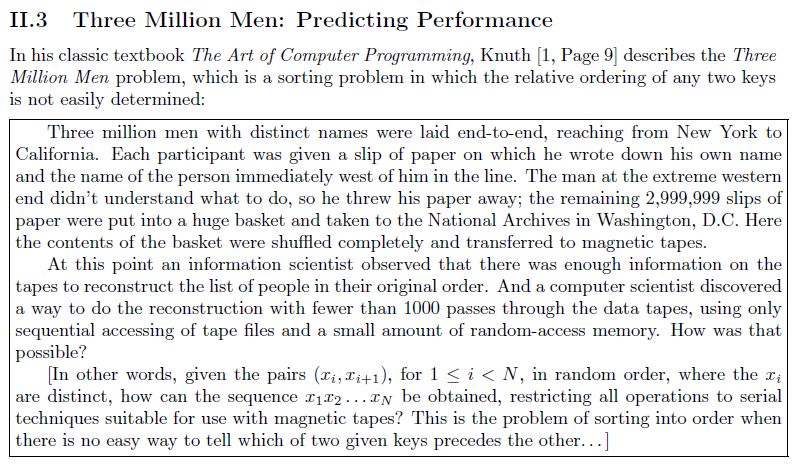 II.3 Three Million Men: Predicting Performance
In his classic textbook The Art of Computer Programming, Knuth [1, Page 9] describes the Three
Million Men problem, which is a sorting problem in which the relative ordering of any two keys
is not easily determined:
Three million men with distinct names were laid end-to-end, reaching from New York to
California. Each participant was given a slip of paper on which he wrote down his own name
and the name of the person immediately west of him in the line. The man at the extreme western
end didn't understand what to do, so he threw his paper away; the remaining 2,999,999 slips of
paper were put into a huge basket and taken to the National Archives in Washington, D.C. Here
the contents of the basket were shuffled completely and transferred to magnetic tapes.
At this point an information scientist observed that there was enough information on the
tapes to reconstruct the list of people in their original order. And a computer scientist discovered
a way to do the reconstruction with fewer than 1000 passes through the data tapes, using only
sequential accessing of tape files and a small amount of random-access memory. How was that
possible?
[In other words, given the pairs (xᵢ, xᵢ₊₁), for 1 ≤ i < N, in random order, where the xᵢ
are distinct, how can the sequence x₁x₂...x_N be obtained, restricting all operations to serial
techniques suitable for use with magnetic tapes? This is the problem of sorting into order when
there is no easy way to tell which of two given keys precedes the other...]